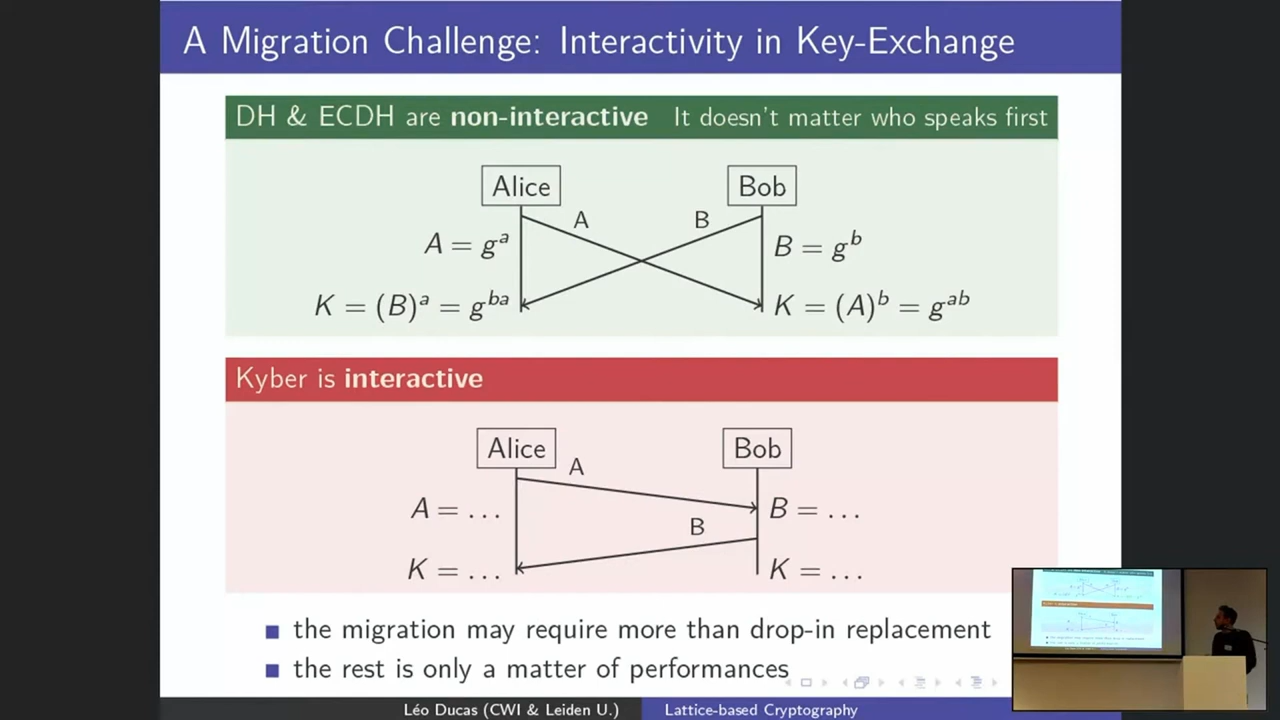 A Migration Challenge: Interactivity in Key-Exchange
DH & ECDH are non-interactive It doesn't matter who speaks first
Alice Bob
A B
A = g^a B = g^b
K = (B)^a = g^ba K = (A)^b = g^ab
Kyber is interactive
Alice Bob
A
A = ... B = ...
B
K = ... K = ...
the migration may require more than drop-in replacement
the rest is only a matter of performances
Léo Ducas (CWI & Leiden U.) Lattice-based Cryptography